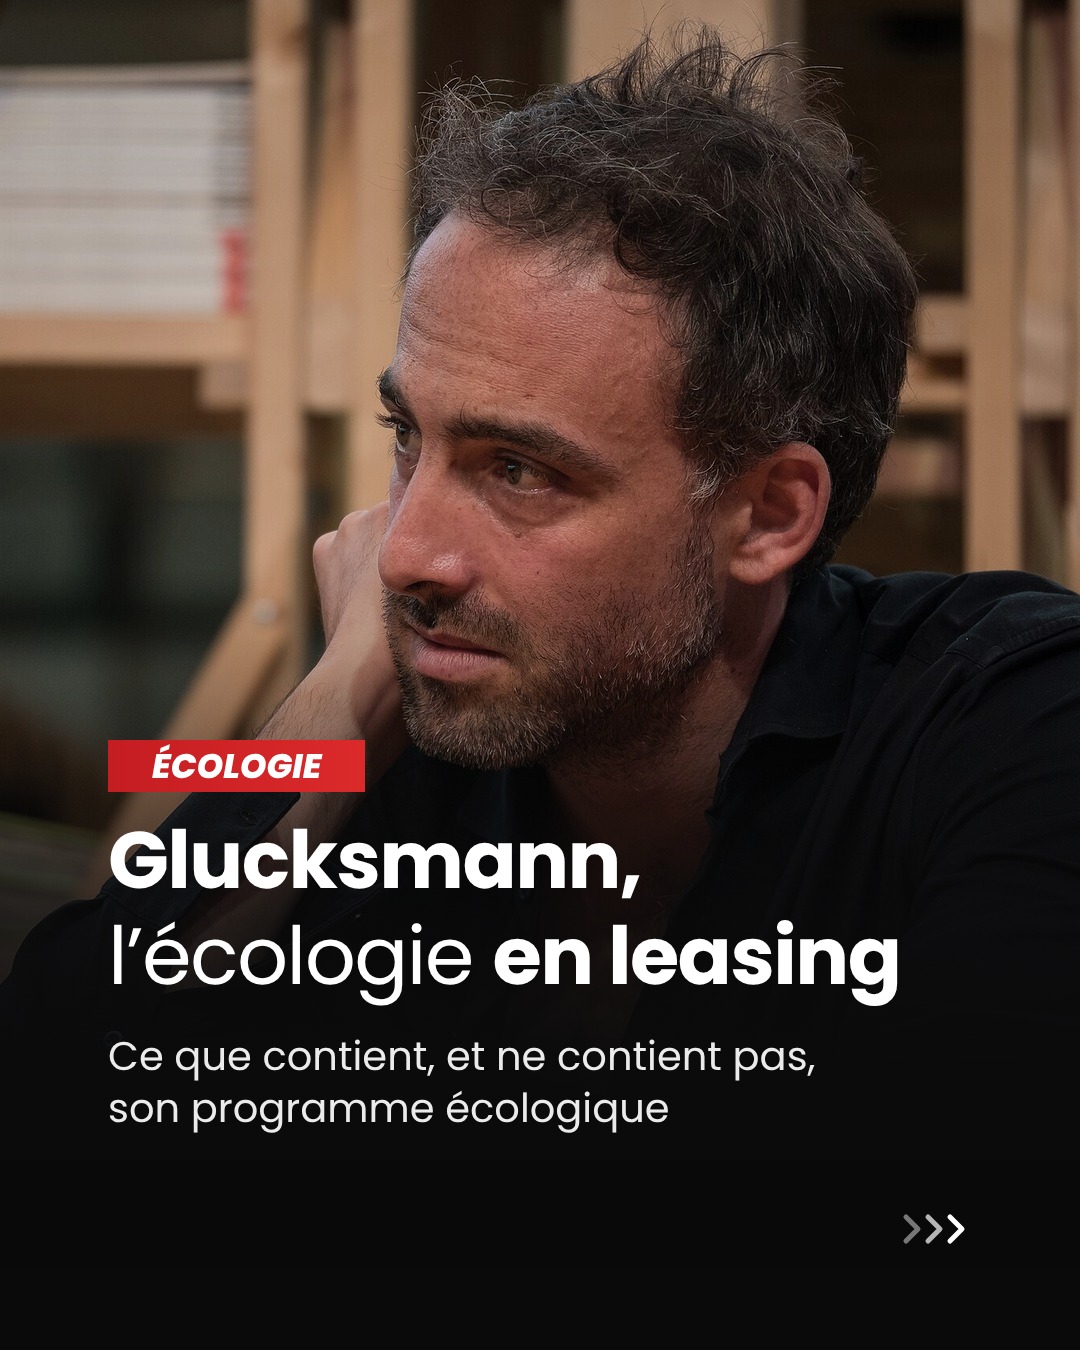 ÉCOLOGIE
Glucksmann,
l’écologie en leasing
Ce que contient, et ne contient pas,
son programme écologique